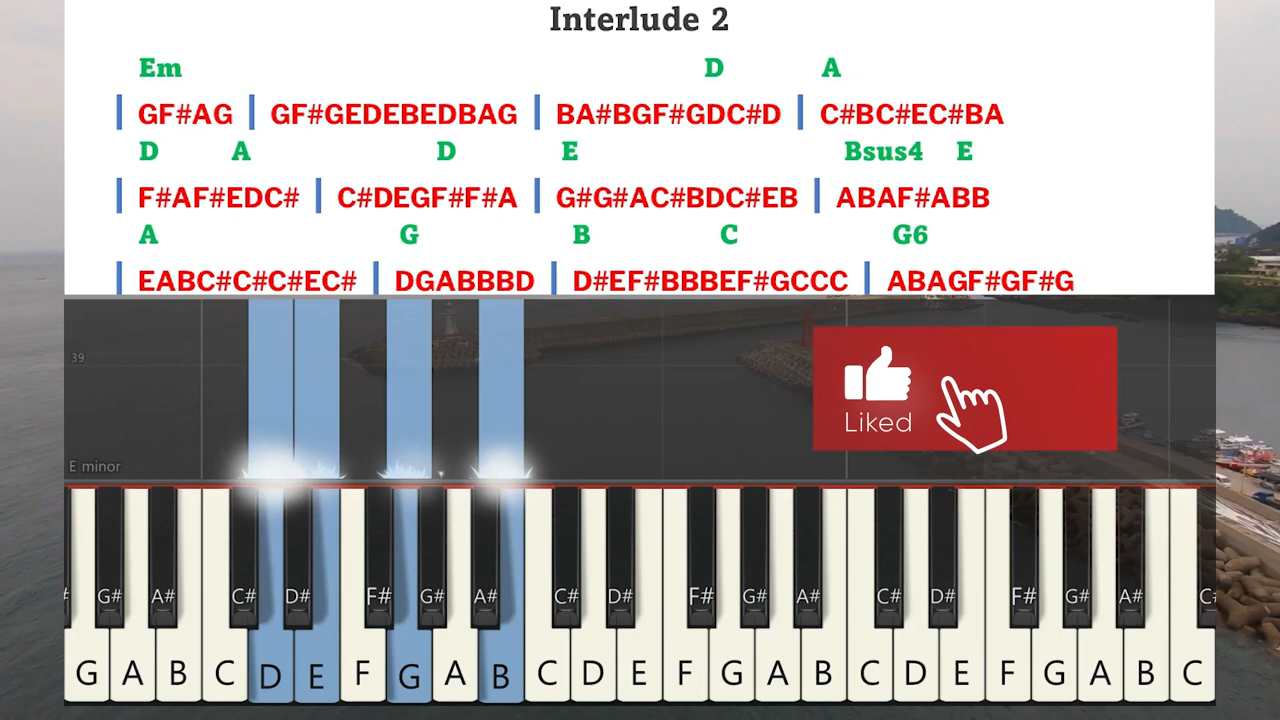 Interlude 2
Em D A
GF#AG GF#GEDEBEDBAG BA#BGF#GDC#D C#BC#EC#BA
D A D E Bsus4 E
F#AF#EDC# C#DEGF#F#A G#G#AC#BDC#EB ABAF#ABB
A G B C G6
EABC#C#C#EC# DGABBBD D#EF#BBBEF#GCCC ABAGF#GF#G
39
Liked
E minor
G# A# C# D# F# G# A# C# D# F# G# A# C# D# F# G# A# C#
G A B C D E F G A B C D E F G A B C D E F G A B C